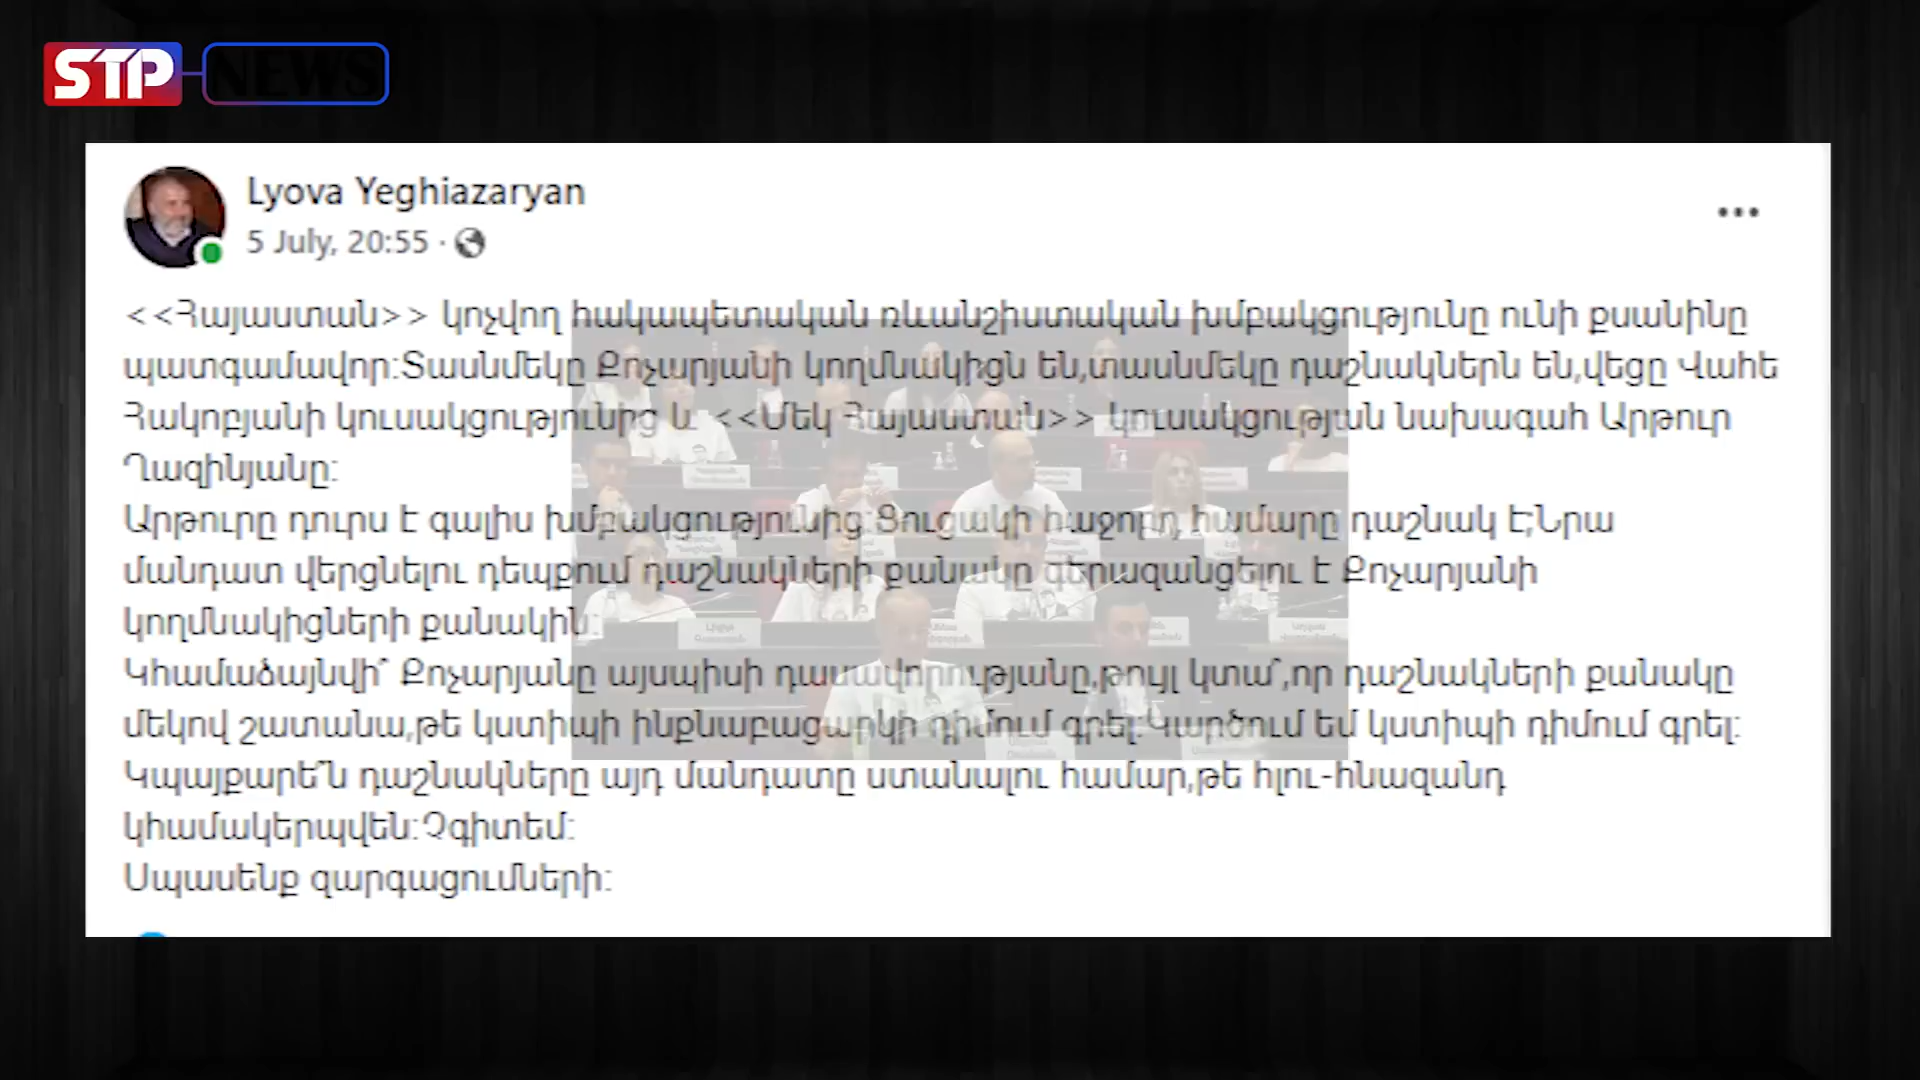 STP NEWS
Lyova Yeghiazaryan
5 July, 20:55 ·
<<Հայաստան>> կոչվող հակապետական ռևանշիստական խմբակցությունը ունի քսանինը
պատգամավոր:Տասնմեկը Քոչարյանի կողմնակիցն են,տասնմեկը դաշնակներն են,վեցը Վահե
Հակոբյանի կուսակցությունից և <<Մեկ Հայաստան>> կուսակցության նախագահ Արթուր
Ղազինյանը:
Արթուրը դուրս է գալիս խմբակցությունից:Ցուցակի հաջորդ համարը դաշնակ է;Նրա
մանդատ վերցնելու դեպքում դաշնակների քանակը գերազանցելու է Քոչարյանի
կողմնակիցների քանակին:
Կհամաձայնվի՞ Քոչարյանը այսպիսի դասավորությանը,թույլ կտա՞,որ դաշնակների քանակը
մեկով շատանա,թե կստիպի ինքնաբացարկի դիմում գրել:Կարծում եմ կստիպի դիմում գրել:
Կպայքարե՞ն դաշնակները այդ մանդատը ստանալու համար,թե հլու-հնազանդ
կհամակերպվեն:Չգիտեմ:
Սպասենք զարգացումների: